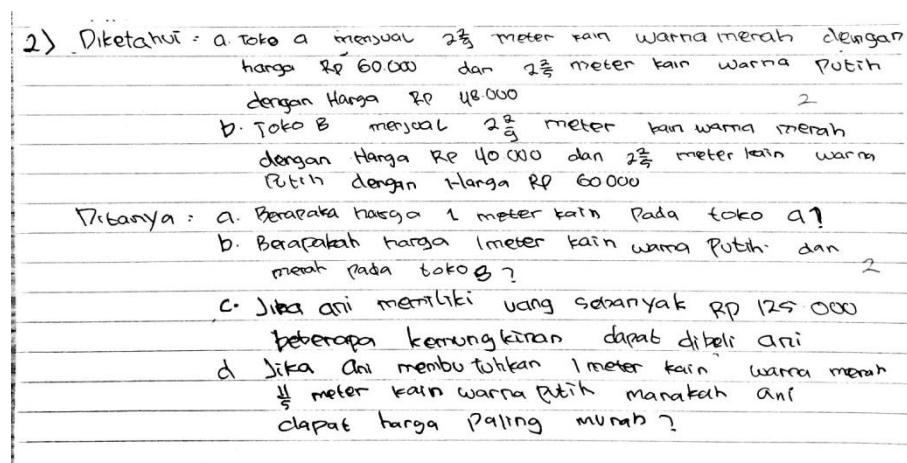 2) Diketahui : a. Toko a menjual 2⅔ meter kain warna merah dengan
harga Rp 60.000 dan 2⅖ meter kain warna Putih
dengan Harga Rp 48.000
2
b. Toko B menjual 2 2/9 meter kain warna merah
dengan Harga Rp 40 000 dan 2⅖ meter kain warna
Putih dengan Harga Rp 60000
Ditanya : a. Berapaka harga 1 meter kain Pada toko a?
b. Berapakah harga 1meter kain warna Putih. dan
merah pada toko B ?
2
c. Jika ani memiliki uang sebanyak Rp 125 000
beberapa kemungkinan dapat dibeli ani
d Jika Ani membutuhkan 1 meter kain warna merah
meter kain warna Putih manakah ani
dapat harga Paling murah ?